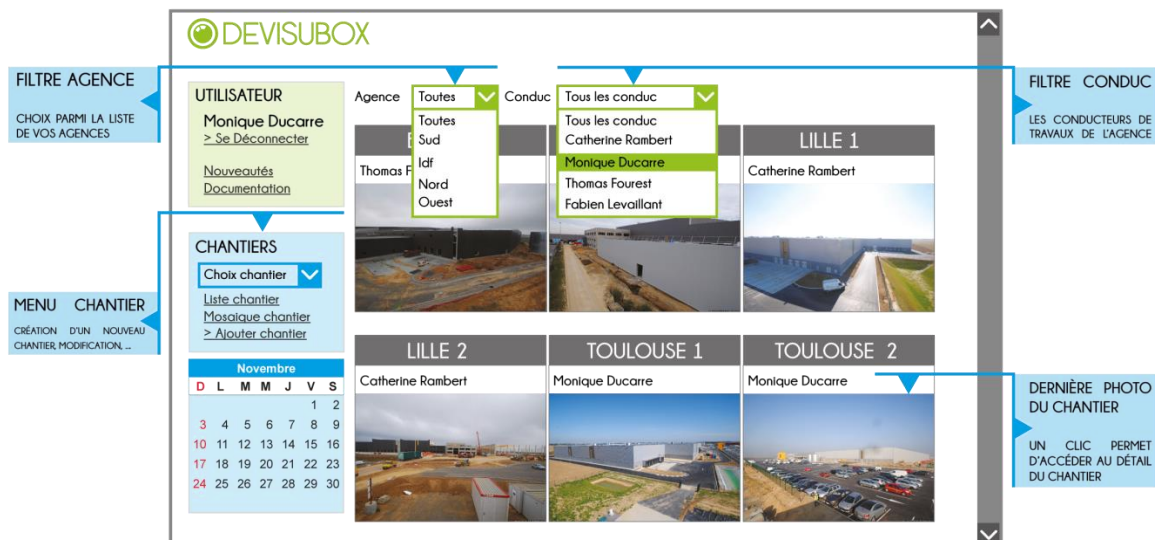 DEVISUBOX
FILTRE AGENCE
CHOIX PARMI LA LISTE
DE VOS AGENCES
UTILISATEUR
Monique Ducarre
> Se Déconnecter
Nouveautés
Documentation
Agence Toutes
Toutes
Sud
Idf
Nord
Ouest
Conduc Tous les conduc
Tous les conduc
Catherine Rambert
Monique Ducarre
Thomas Fourest
Fabien Levaillant
FILTRE CONDUC
LES CONDUCTEURS DE
TRAVAUX DE L'AGENCE
Thomas F
LILLE 1
Catherine Rambert
MENU CHANTIER
CRÉATION D'UN NOUVEAU
CHANTIER, MODIFICATION, ...
CHANTIERS
Choix chantier
Liste chantier
Mosaique chantier
> Ajouter chantier
Novembre
D L M M J V S
1 2
3 4 5 6 7 8 9
10 11 12 13 14 15 16
17 18 19 20 21 22 23
24 25 26 27 28 29 30
LILLE 2
Catherine Rambert
TOULOUSE 1
Monique Ducarre
TOULOUSE 2
Monique Ducarre
DERNIÈRE PHOTO
DU CHANTIER
UN CLIC PERMET
D'ACCÉDER AU DÉTAIL
DU CHANTIER